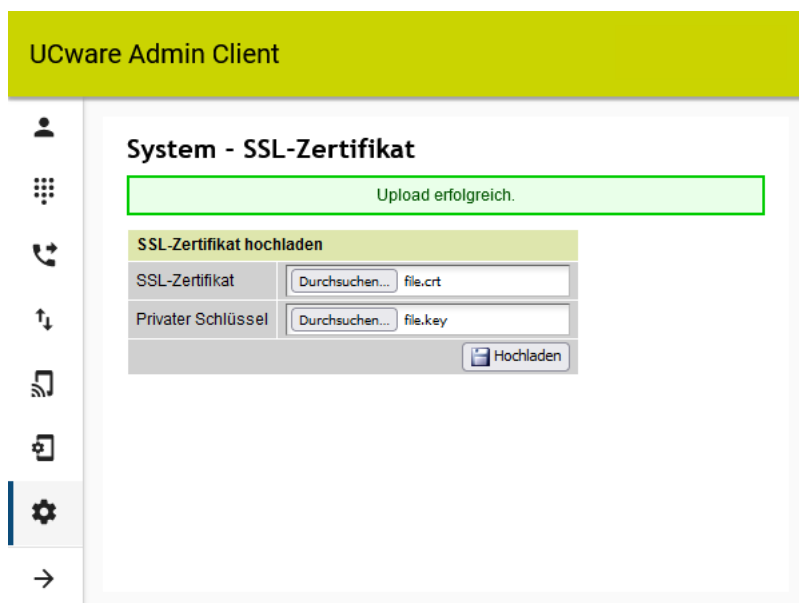 UCware Admin Client
System - SSL-Zertifikat
Upload erfolgreich.
SSL-Zertifikat hochladen
SSL-Zertifikat Durchsuchen... file.crt
Privater Schlüssel Durchsuchen... file.key
Hochladen